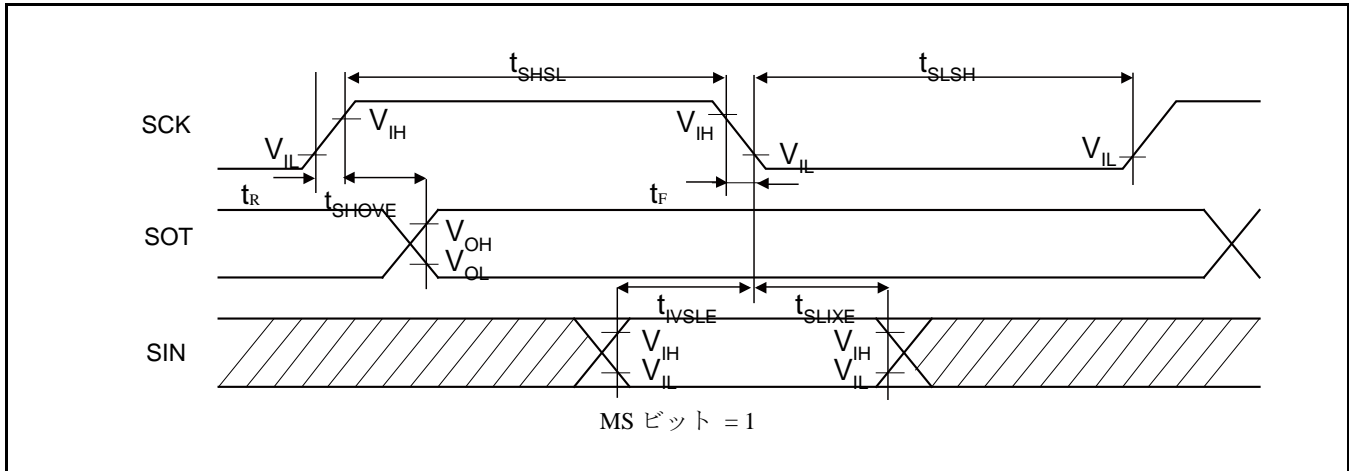 tSHSL
tSLSH
SCK
VIH
VIH
VIL
VIL
VIL
tR
tSHOVE
tF
SOT
VOH
VOL
tIVSLE
tSLIXE
SIN
VIH
VIH
VIL
VIL
MS ビット = 1